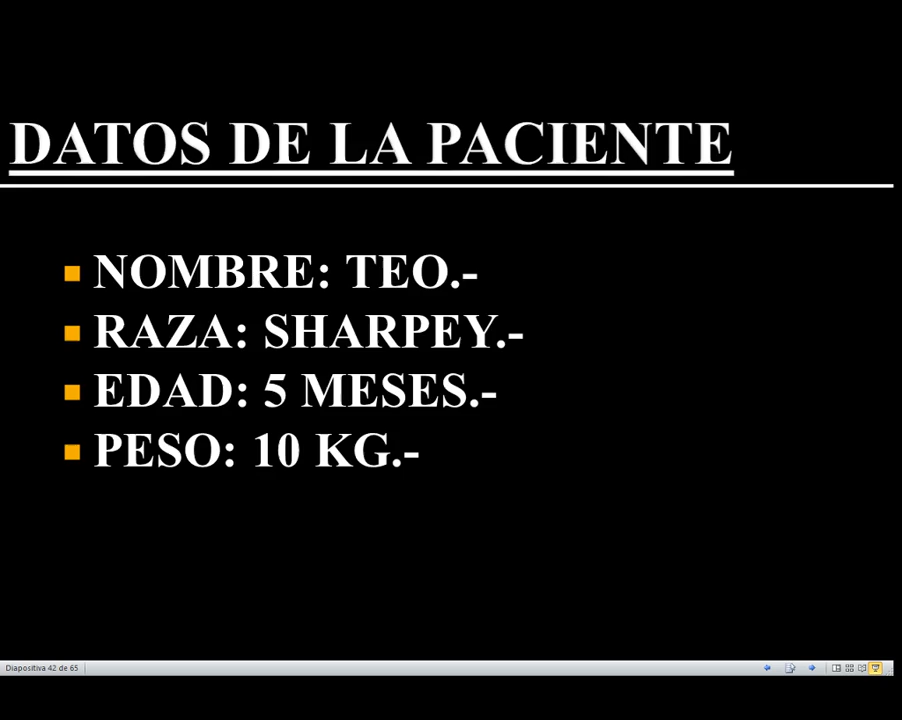 DATOS DE LA PACIENTE
NOMBRE: TEO.-
RAZA: SHARPEY.-
EDAD: 5 MESES.-
PESO: 10 KG.-
Diapositiva 42 de 65